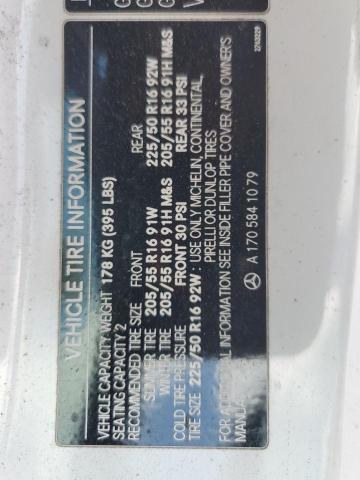 VEHICLE TIRE INFORMATION
VEHICLE CAPACITY WEIGHT 178 KG (395 LBS)
SEATING CAPACITY 2
RECOMMENDED TIRE SIZE FRONT REAR
SUMMER TIRE 205/55 R16 91W 225/50 R16 92W
WINTER TIRE 205/55 R16 91H M&S 205/55 R16 91H M&S
COLD TIRE PRESSURE FRONT 30 PSI REAR 33 PSI
TIRE SIZE 225/50 R16 92W : USE ONLY MICHELIN, CONTINENTAL,
PIRELLI OR DUNLOP TIRES
FOR ADDITIONAL INFORMATION SEE INSIDE FILLER PIPE COVER AND OWNER'S
MANUAL
A 170 584 10 79